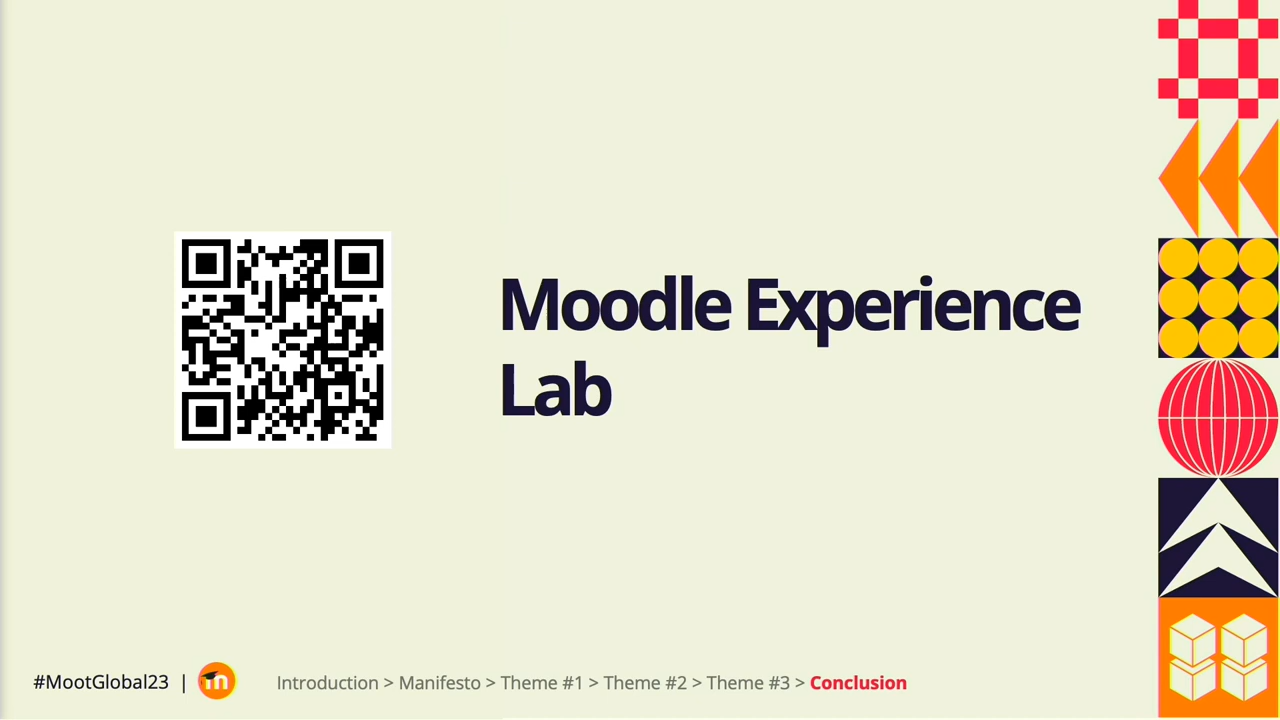 Moodle Experience
Lab
#MootGlobal23 | m
Introduction > Manifesto > Theme #1 > Theme #2 > Theme #3 > Conclusion